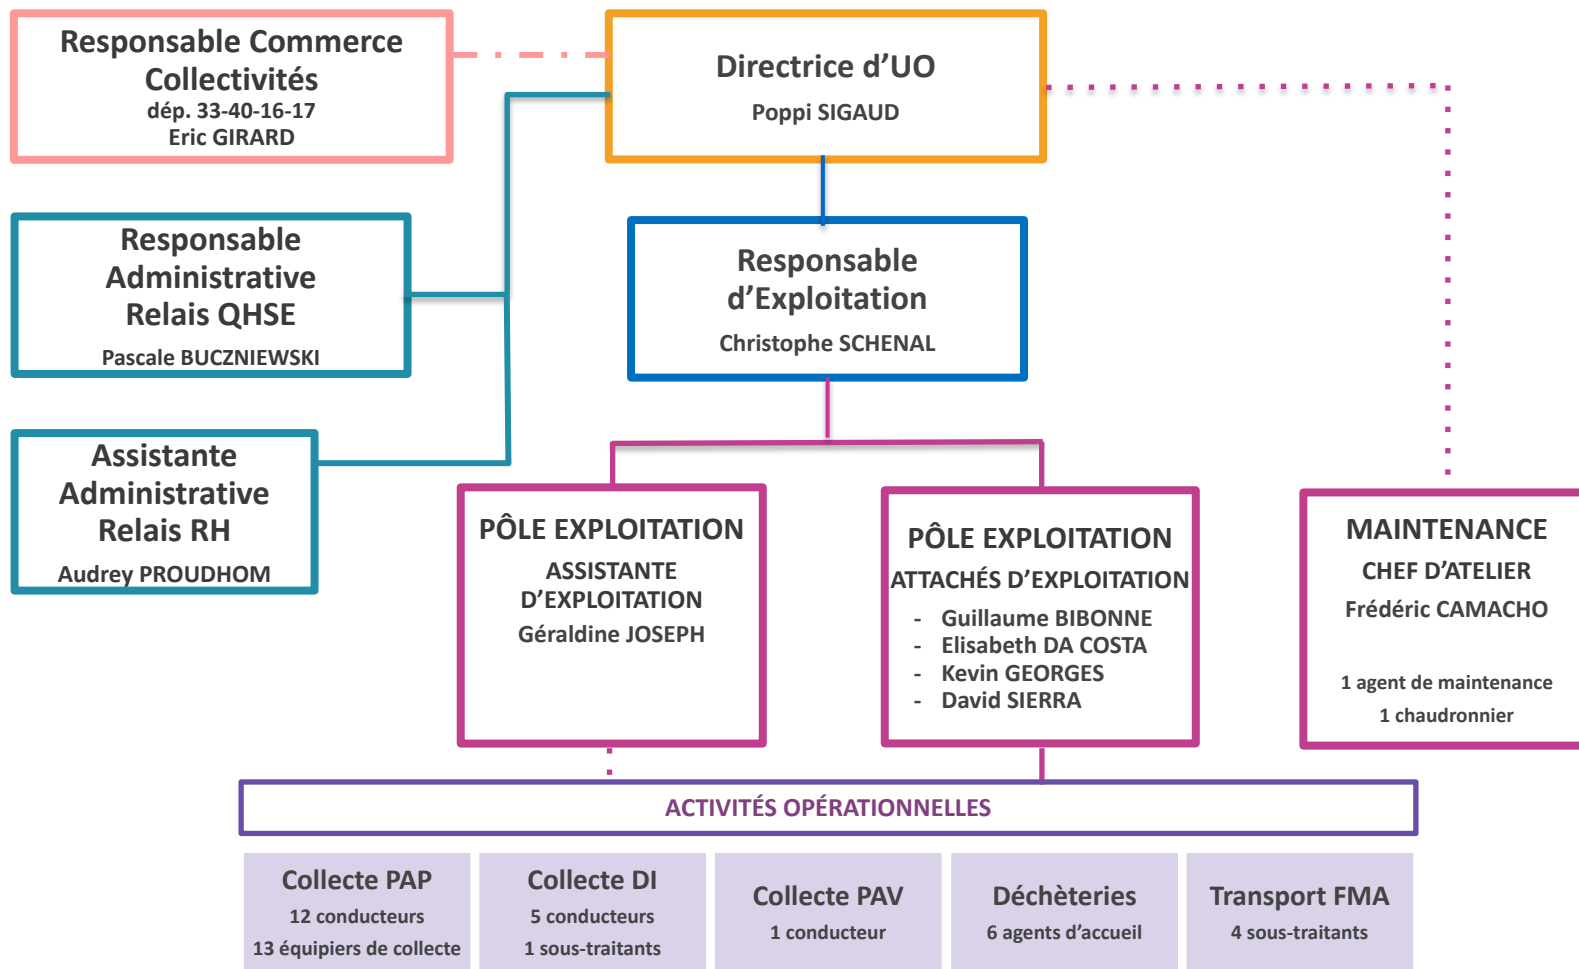 Responsable Commerce
Collectivités
dép. 33-40-16-17
Eric GIRARD
Directrice d’UO
Poppi SIGAUD
Responsable
Administrative
Relais QHSE
Pascale BUCZNIEWSKI
Responsable
d’Exploitation
Christophe SCHENAL
Assistante
Administrative
Relais RH
Audrey PROUDHOM
PÔLE EXPLOITATION
ASSISTANTE
D’EXPLOITATION
Géraldine JOSEPH
PÔLE EXPLOITATION
ATTACHÉS D’EXPLOITATION
- Guillaume BIBONNE
- Elisabeth DA COSTA
- Kevin GEORGES
- David SIERRA
MAINTENANCE
CHEF D’ATELIER
Frédéric CAMACHO
1 agent de maintenance
1 chaudronnier
ACTIVITÉS OPÉRATIONNELLES
Collecte PAP
12 conducteurs
13 équipiers de collecte
Collecte DI
5 conducteurs
1 sous-traitants
Collecte PAV
1 conducteur
Déchèteries
6 agents d’accueil
Transport FMA
4 sous-traitants